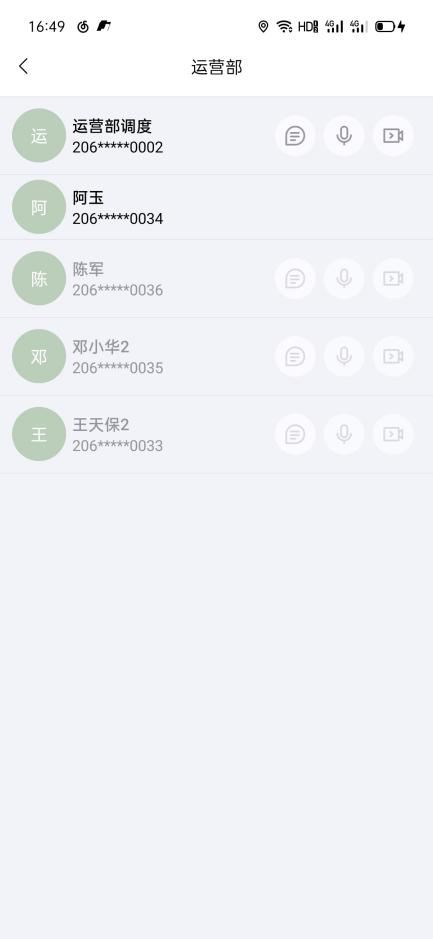 16:49
HD
4G
4G
运营部
运
运营部调度
206*****0002
阿
阿玉
206*****0034
陈
陈军
206*****0036
邓
邓小华2
206*****0035
王
王天保2
206*****0033